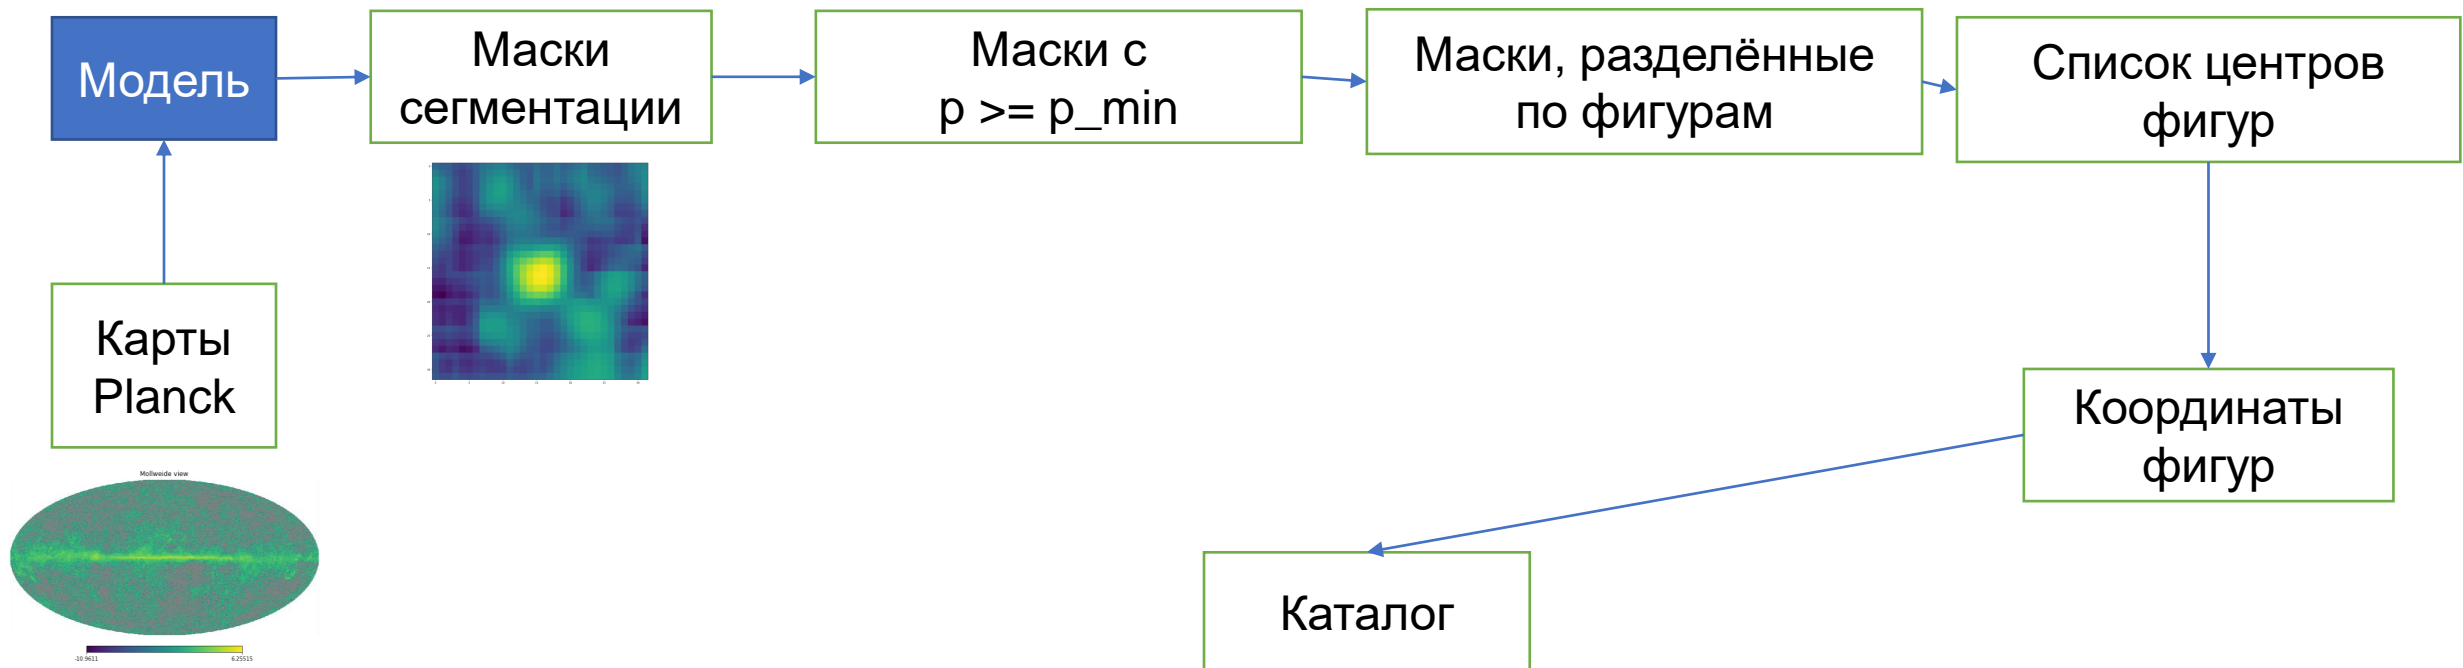 Модель
Маски
сегментации
Маски с
p >= p_min
Маски, разделённые
по фигурам
Список центров
фигур
Карты
Planck
Координаты
фигур
Mollweide view
-10.9611
6.25515
Каталог